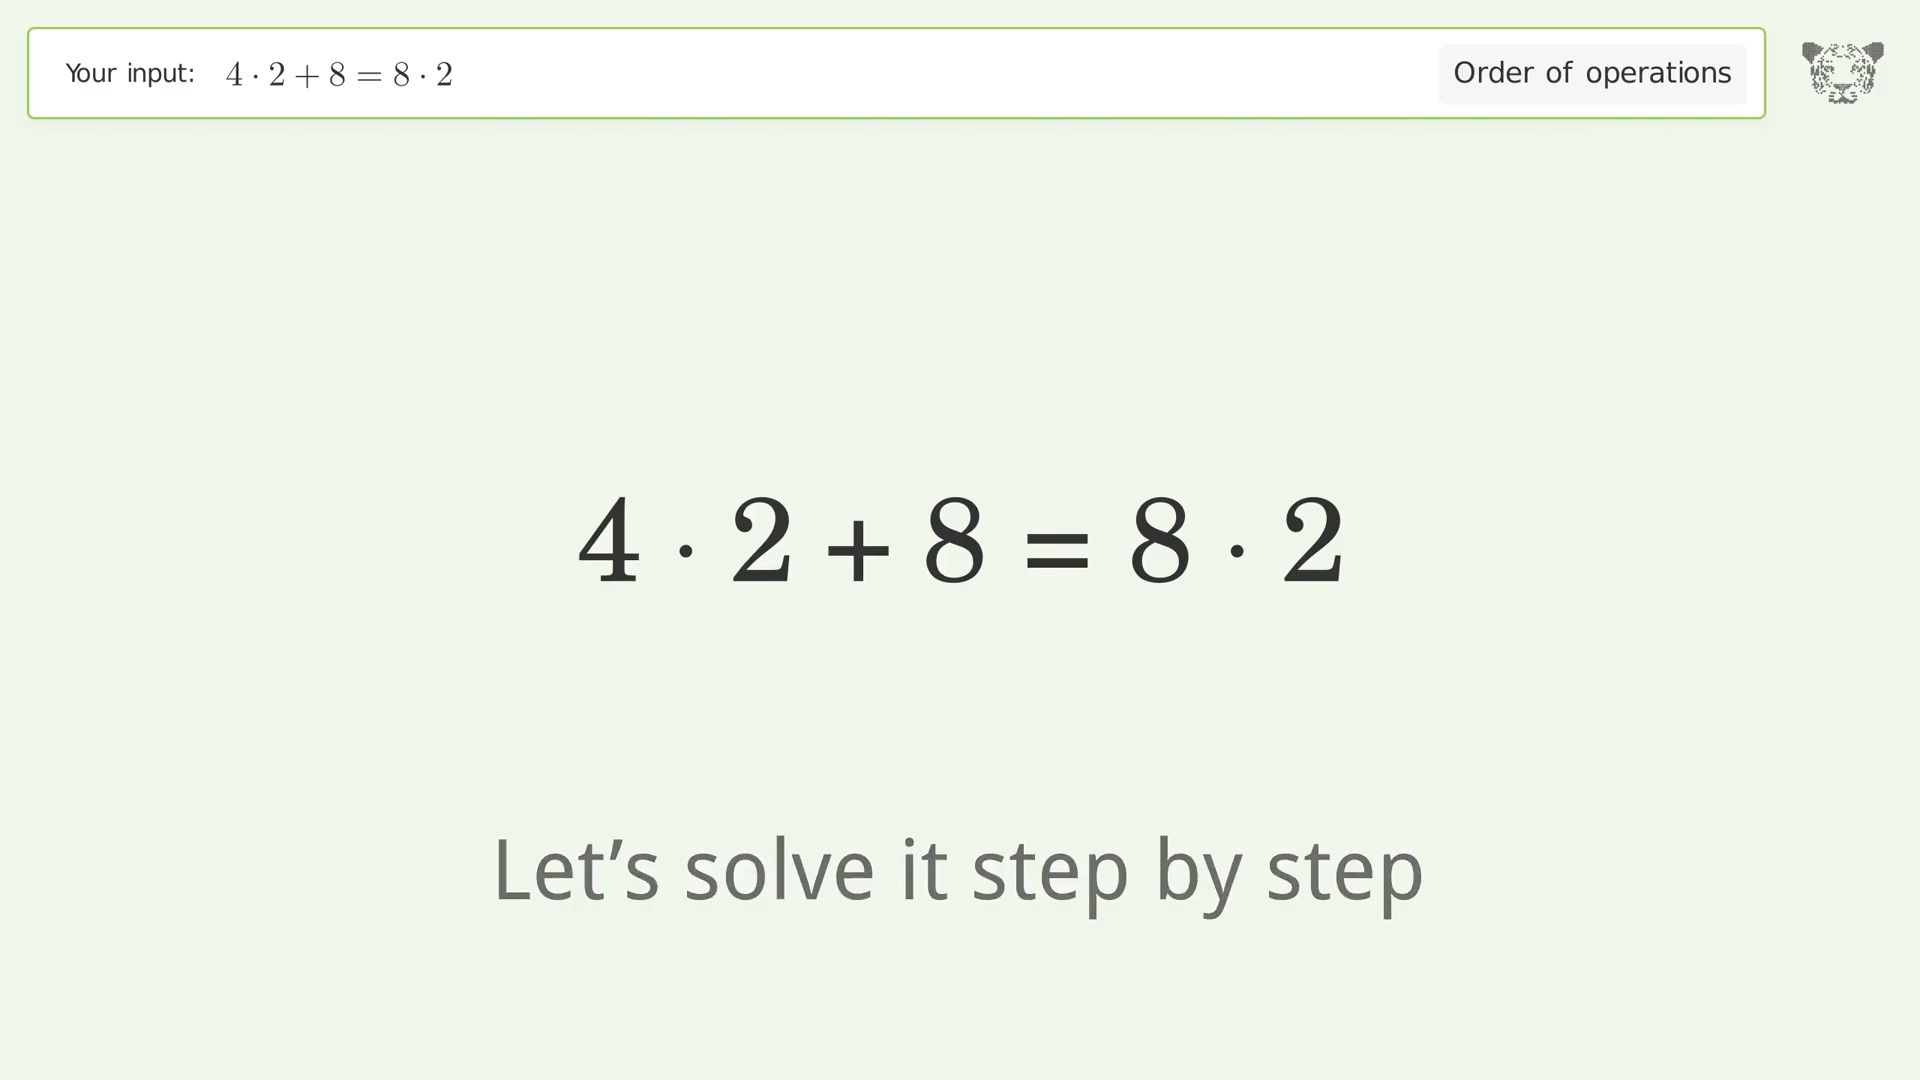 Your input: 4 · 2 + 8 = 8 · 2
Order of operations
4 · 2 + 8 = 8 · 2
Let’s solve it step by step